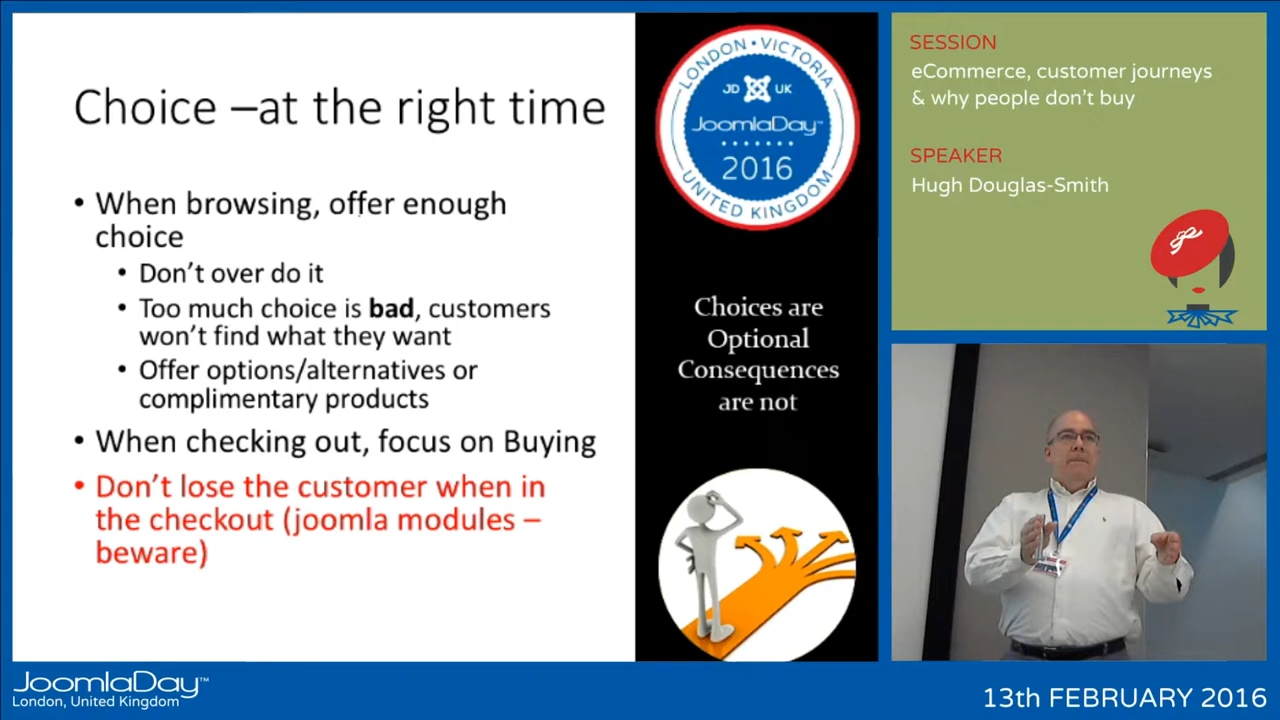 Choice –at the right time
• When browsing, offer enough
choice
• Don't over do it
• Too much choice is bad, customers
won't find what they want
• Offer options/alternatives or
complimentary products
• When checking out, focus on Buying
• Don't lose the customer when in
the checkout (joomla modules –
beware)
LONDON • VICTORIA
JD UK
JoomlaDay™
2016
UNITED KINGDOM
Choices are
Optional
Consequences
are not
SESSION
eCommerce, customer journeys
& why people don't buy
SPEAKER
Hugh Douglas-Smith
JoomlaDay™
London, United Kingdom
13th FEBRUARY 2016